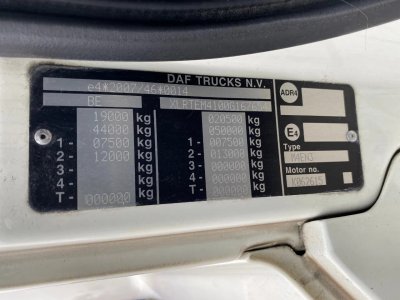 DAF TRUCKS N.V.
e4*2007/46*0014
BE
ADR4
19000 kg 020500 kg
44000 kg 050000 kg
1 - 07500 kg 1 - 007500 kg
2 - 12000 kg 2 - 013000 kg
3 - kg 3 - 000000 kg
4 - kg 4 - 000000 kg
T - 000000 kg T - 000000 kg
E4
Type
Motor no.